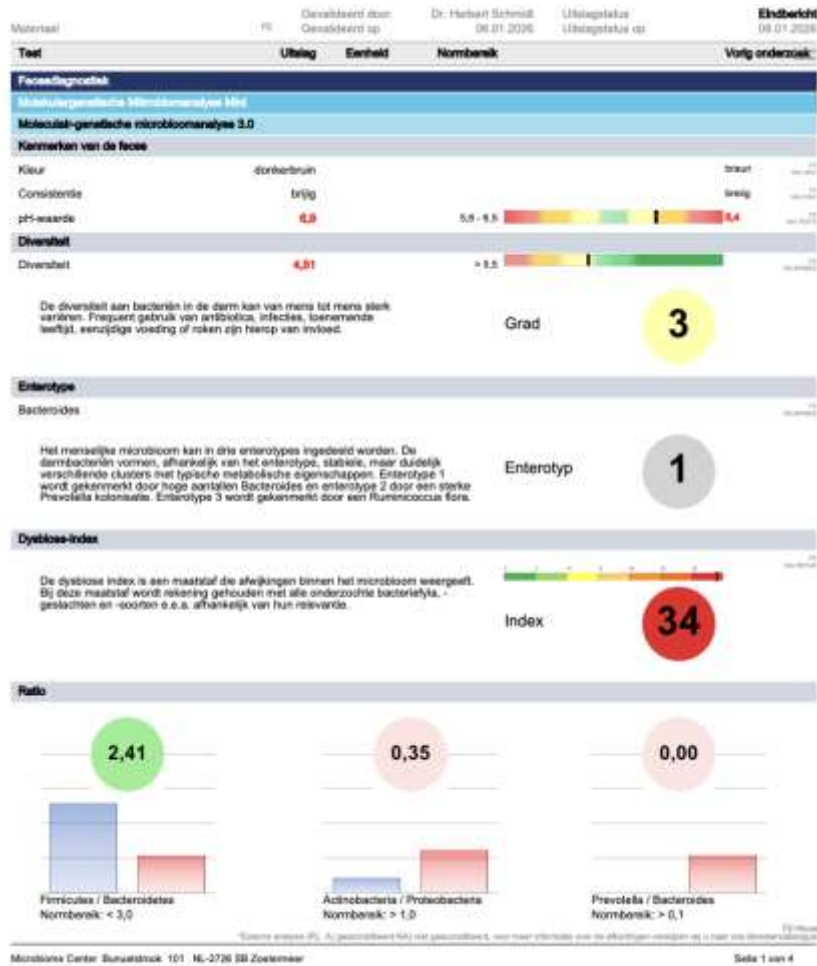 Gevalideerd door Dr. Herbert Schmidt Uitslagstatus Eindbericht
Materiaal FE Gevalideerd op 08.01.2026 Uitslagstatus op 08.01.2026
Test Uitslag Eenheid Normbereik Vorig onderzoek:
Fecesdiagnostiek
Molekulargenetische Mikrobiomanalyse Mini
Moleculair-genetische microbioomanalyse 3.0
Kenmerken van de feces
Kleur donkerbruin braun
Consistentie brijig breiig
pH-waarde 6,9 5,8 - 6,5 6,4
Diversiteit
Diversiteit 4,51 > 5,5
De diversiteit aan bacteriën in de darm kan van mens tot mens sterk
variëren. Frequent gebruik van antibiotica, infecties, toenemende
leeftijd, eenzijdige voeding of roken zijn hierop van invloed.
Grad 3
Enterotype
Bacteroides
Het menselijke microbioom kan in drie enterotypes ingedeeld worden. De
darmbacteriën vormen, afhankelijk van het enterotype, stabiele, maar duidelijk
verschillende clusters met typische metabolische eigenschappen. Enterotype 1
wordt gekenmerkt door hoge aantallen Bacteroides en enterotype 2 door een sterke
Prevotella kolonisatie. Enterotype 3 wordt gekenmerkt door een Ruminicoccus flora.
Enterotyp 1
Dysbiose-index
De dysbiose index is een maatstaf die afwijkingen binnen het microbioom weergeeft.
Bij deze maatstaf wordt rekening gehouden met alle onderzochte bacteriefyla, -
geslachten en -soorten e.e.a. afhankelijk van hun relevantie.
Index 34
Ratio
2,41 0,35 0,00
Firmicutes / Bacteroidetes Actinobacteria / Proteobacteria Prevotella / Bacteroides
Normbereik: < 3,0 Normbereik: > 1,0 Normbereik: > 0,1
Microbiome Center Bunuelstrook 101 NL-2726 SB Zoetermeer Seite 1 von 4